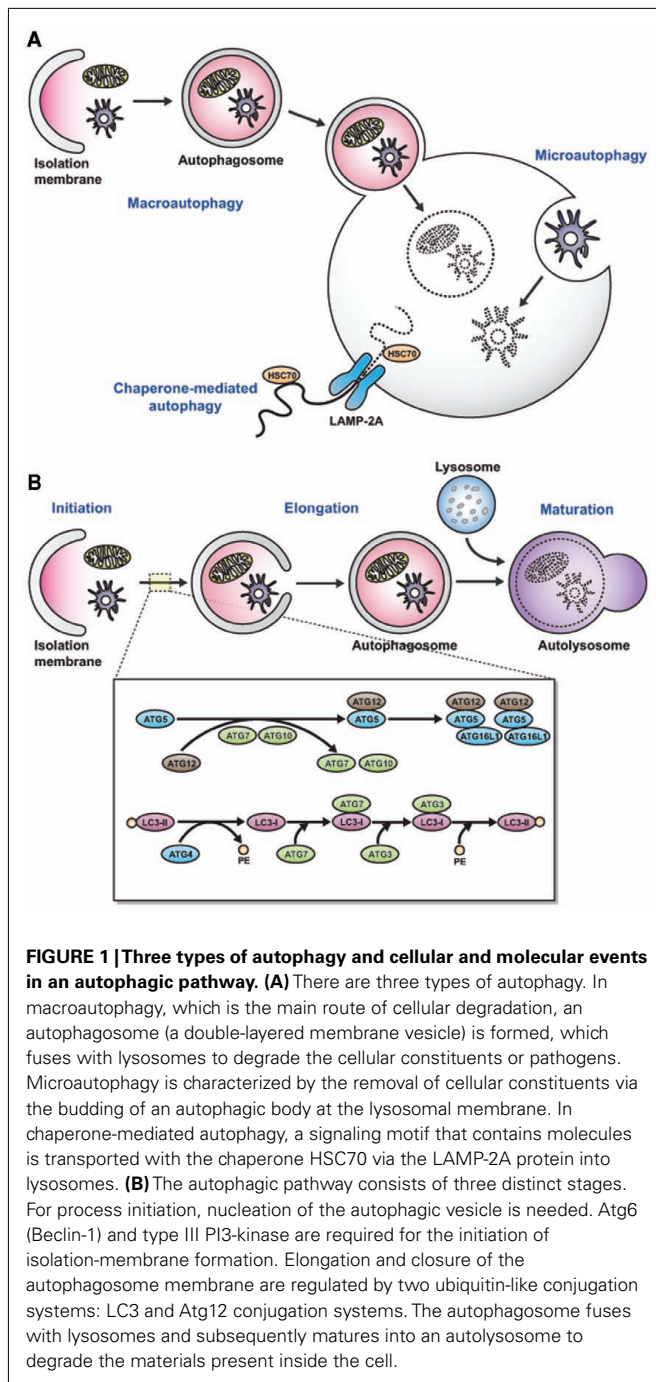 A
Isolation
membrane
Autophagosome
Macroautophagy
Microautophagy
HSC70
HSC70
Chaperone-mediated
autophagy
LAMP-2A
B
Lysosome
Initiation
Elongation
Maturation
Isolation
membrane
Autophagosome
Autolysosome
ATG12
ATG12
ATG12
ATG5
ATG5
ATG5
ATG5
ATG7
ATG10
ATG16L1
ATG16L1
ATG12
ATG7
ATG10
ATG7
ATG3
LC3-II
LC3-I
LC3-I
LC3-I
LC3-II
ATG4
PE
ATG7
ATG3
PE
FIGURE 1 | Three types of autophagy and cellular and molecular events
in an autophagic pathway. (A) There are three types of autophagy. In
macroautophagy, which is the main route of cellular degradation, an
autophagosome (a double-layered membrane vesicle) is formed, which
fuses with lysosomes to degrade the cellular constituents or pathogens.
Microautophagy is characterized by the removal of cellular constituents via
the budding of an autophagic body at the lysosomal membrane. In
chaperone-mediated autophagy, a signaling motif that contains molecules
is transported with the chaperone HSC70 via the LAMP-2A protein into
lysosomes. (B) The autophagic pathway consists of three distinct stages.
For process initiation, nucleation of the autophagic vesicle is needed. Atg6
(Beclin-1) and type III PI3-kinase are required for the initiation of
isolation-membrane formation. Elongation and closure of the
autophagosome membrane are regulated by two ubiquitin-like conjugation
systems: LC3 and Atg12 conjugation systems. The autophagosome fuses
with lysosomes and subsequently matures into an autolysosome to
degrade the materials present inside the cell.